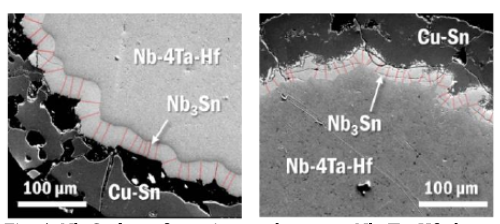 Nb-4Ta-Hf
Nb₃Sn
100 μm
Cu-Sn
Cu-Sn
Nb₃Sn
Nb-4Ta-Hf
100 μm